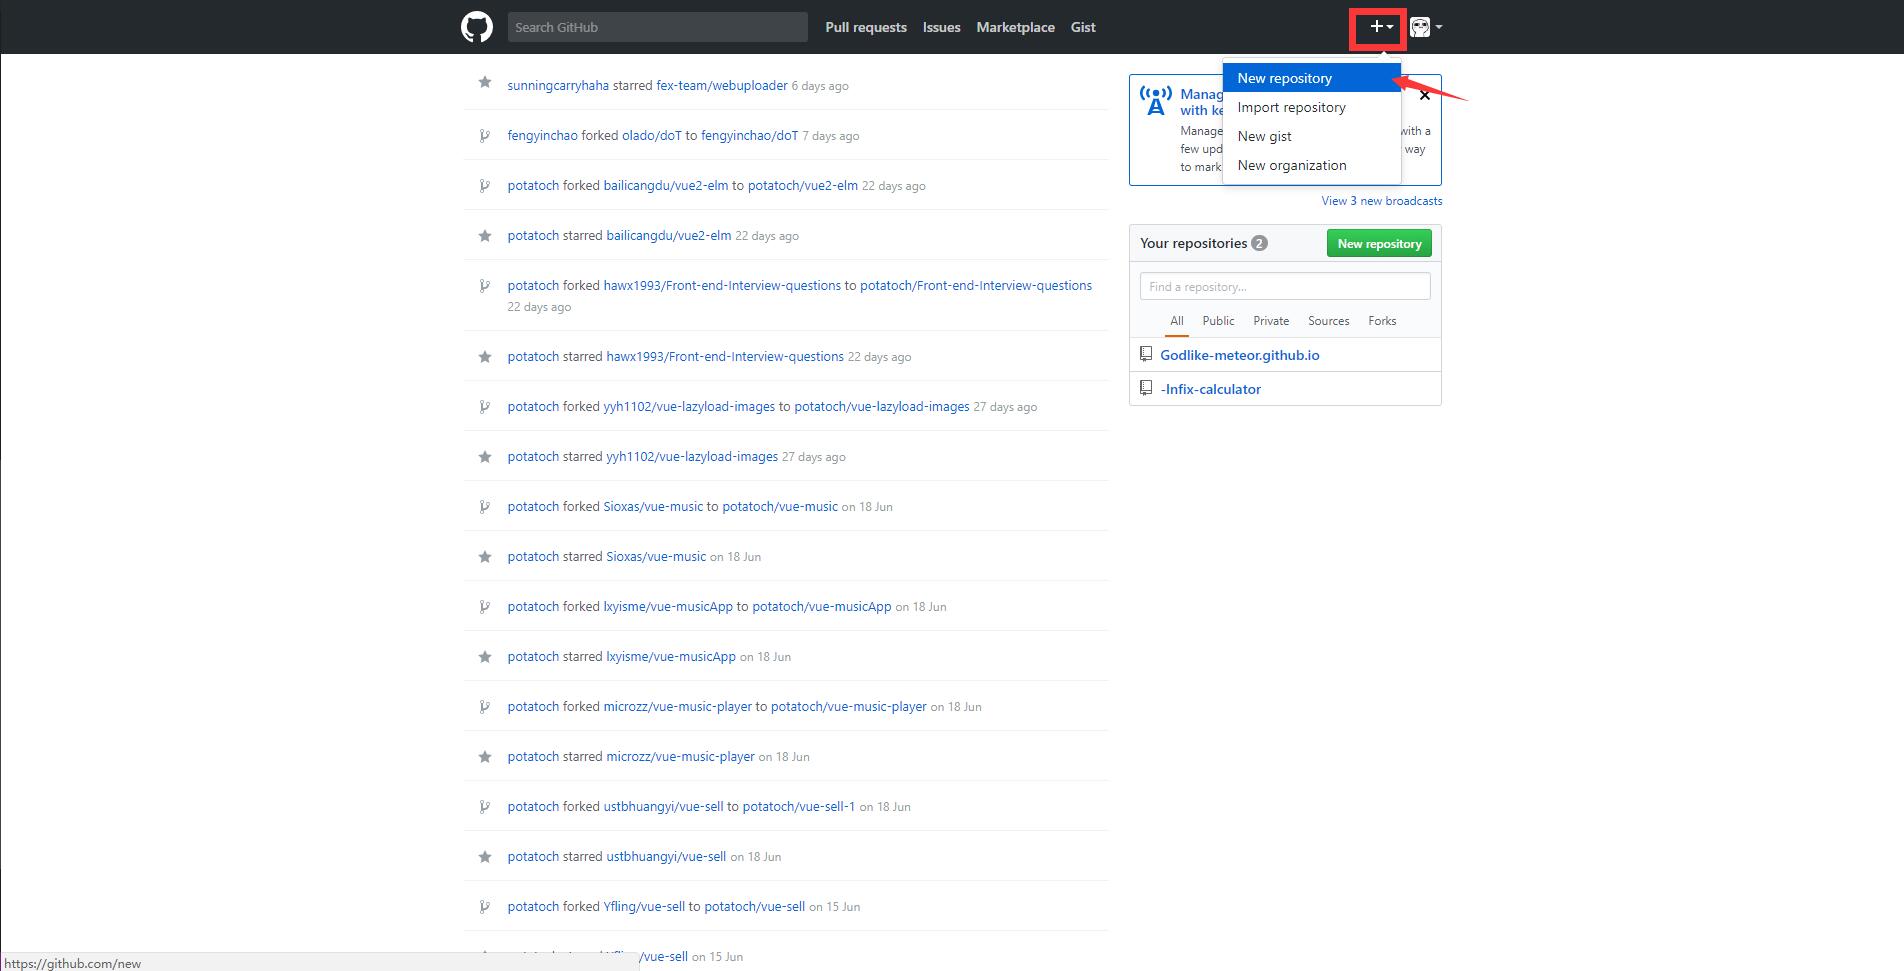 Search GitHub
Pull requests Issues Marketplace Gist
sunningcarryhaha starred fex-team/webuploader 6 days ago
fengyinchao forked olado/doT to fengyinchao/doT 7 days ago
potatoch forked bailicangdu/vue2-elm to potatoch/vue2-elm 22 days ago
potatoch starred bailicangdu/vue2-elm 22 days ago
potatoch forked hawx1993/Front-end-Interview-questions to potatoch/Front-end-Interview-questions
22 days ago
potatoch starred hawx1993/Front-end-Interview-questions 22 days ago
potatoch forked yyh1102/vue-lazyload-images to potatoch/vue-lazyload-images 27 days ago
potatoch starred yyh1102/vue-lazyload-images 27 days ago
potatoch forked Sioxas/vue-music to potatoch/vue-music on 18 Jun
potatoch starred Sioxas/vue-music on 18 Jun
potatoch forked lxyisme/vue-musicApp to potatoch/vue-musicApp on 18 Jun
potatoch starred lxyisme/vue-musicApp on 18 Jun
potatoch forked microzz/vue-music-player to potatoch/vue-music-player on 18 Jun
potatoch starred microzz/vue-music-player on 18 Jun
potatoch forked ustbhuangyi/vue-sell to potatoch/vue-sell-1 on 18 Jun
potatoch starred ustbhuangyi/vue-sell on 18 Jun
potatoch forked Yfling/vue-sell to potatoch/vue-sell on 15 Jun
/vue-sell on 15 Jun
https://github.com/new
New repository
Import repository
New gist
New organization
Manag
with ke
Manage with a
few upd way
to mark
View 3 new broadcasts
Your repositories 2 New repository
Find a repository...
All Public Private Sources Forks
Godlike-meteor.github.io
-Infix-calculator